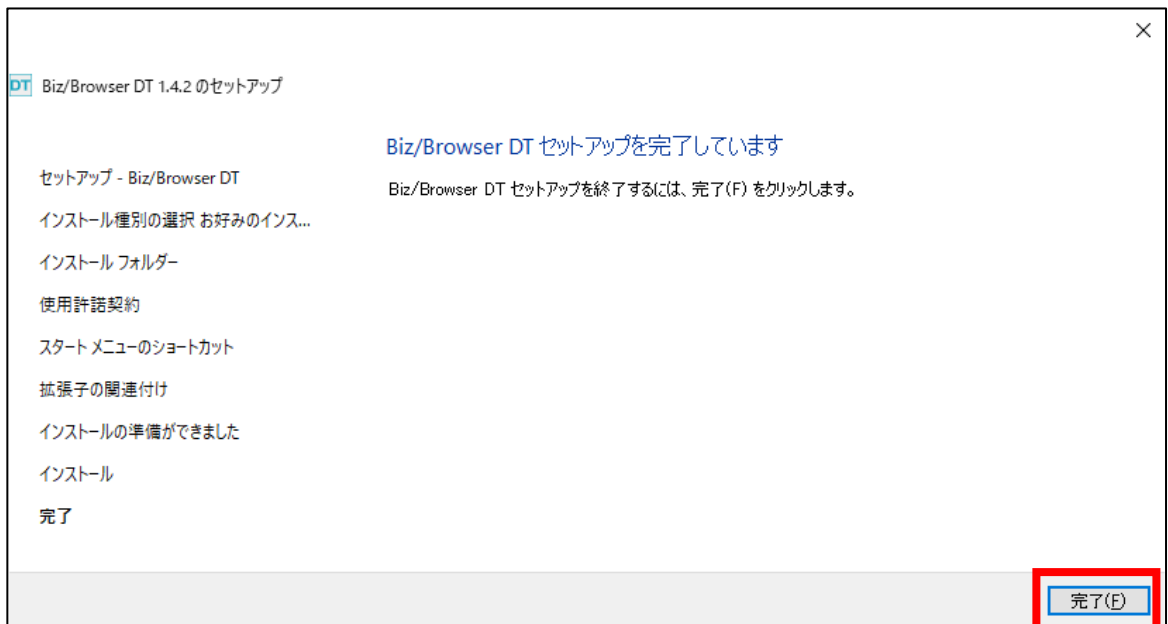 DT Biz/Browser DT 1.4.2 のセットアップ
Biz/Browser DT セットアップを完了しています
Biz/Browser DT セットアップを終了するには、完了(F) をクリックします。
セットアップ - Biz/Browser DT
インストール種別の選択 お好みのインス...
インストール フォルダー
使用許諾契約
スタート メニューのショートカット
拡張子の関連付け
インストールの準備ができました
インストール
完了
完了(F)